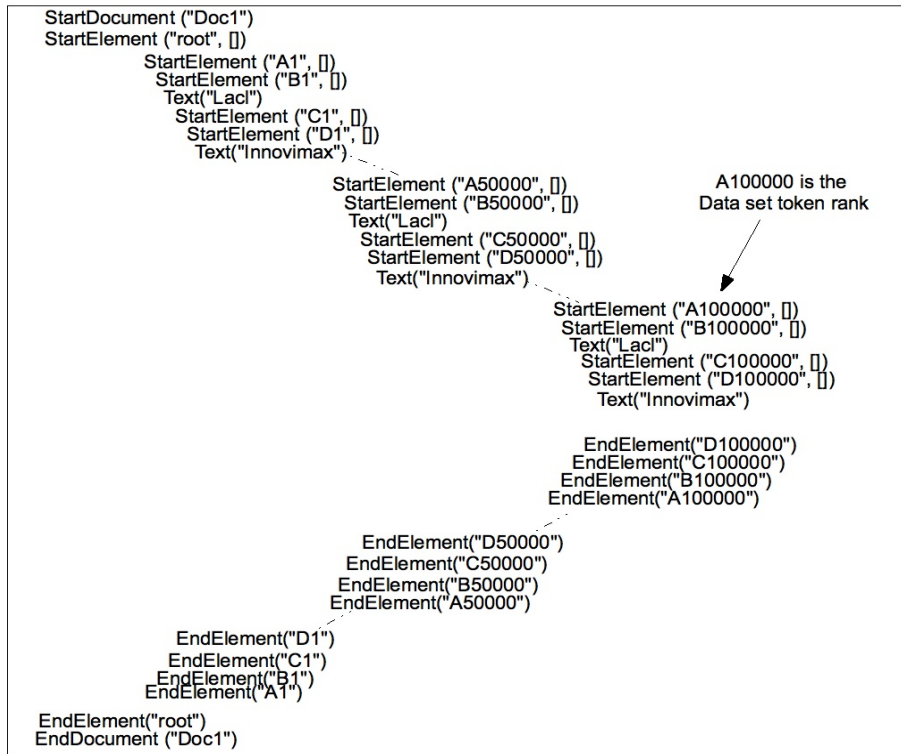 StartDocument ("Doc1")
StartElement ("root", [])
StartElement ("A1", [])
StartElement ("B1", [])
Text("Lacl")
StartElement ("C1", [])
StartElement ("D1", [])
Text("Innovimax")
StartElement ("A50000", [])
StartElement ("B50000", [])
Text("Lacl")
StartElement ("C50000", [])
StartElement ("D50000", [])
Text("Innovimax")
A100000 is the
Data set token rank
StartElement ("A100000", [])
StartElement ("B100000", [])
Text("Lacl")
StartElement ("C100000", [])
StartElement ("D100000", [])
Text("Innovimax")
EndElement("D100000")
EndElement("C100000")
EndElement("B100000")
EndElement("A100000")
EndElement("D50000")
EndElement("C50000")
EndElement("B50000")
EndElement("A50000")
EndElement("D1")
EndElement("C1")
EndElement("B1")
EndElement("A1")
EndElement("root")
EndDocument ("Doc1")